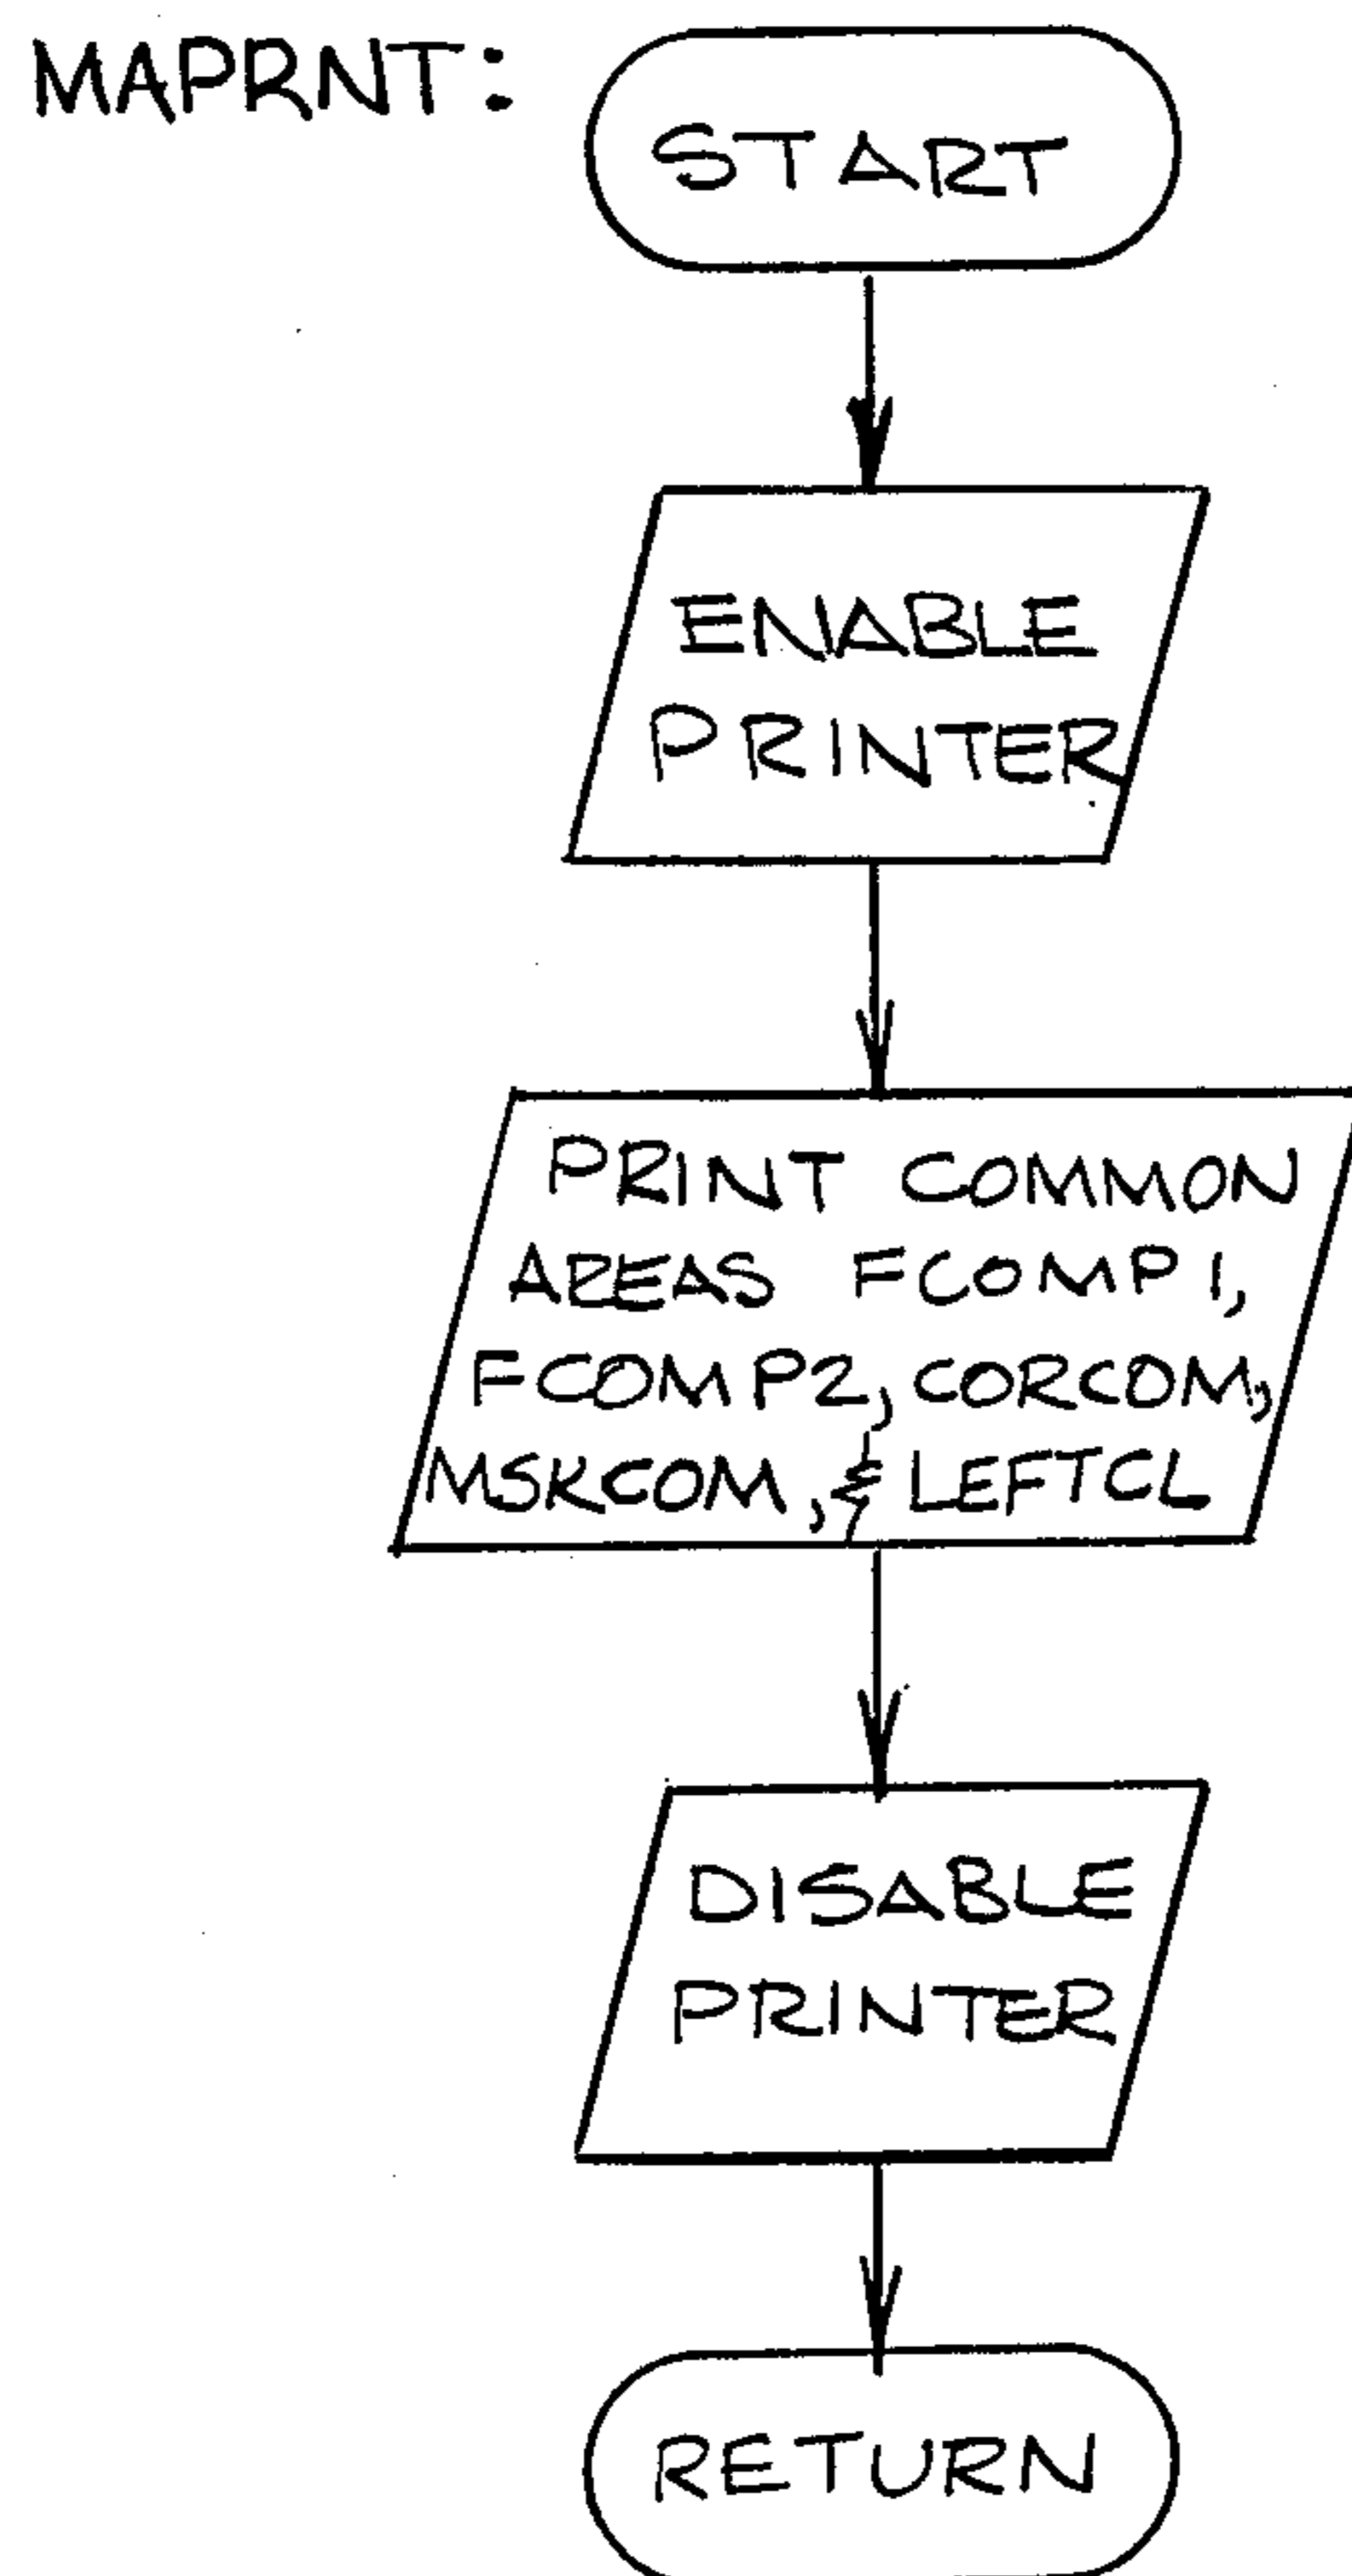 MAPRNT:
START
ENABLE
PRINTER
PRINT COMMON
AREAS FCOMP1,
FCOMP2, CORCOM,
MSKCOM, & LEFTCL
DISABLE
PRINTER
RETURN